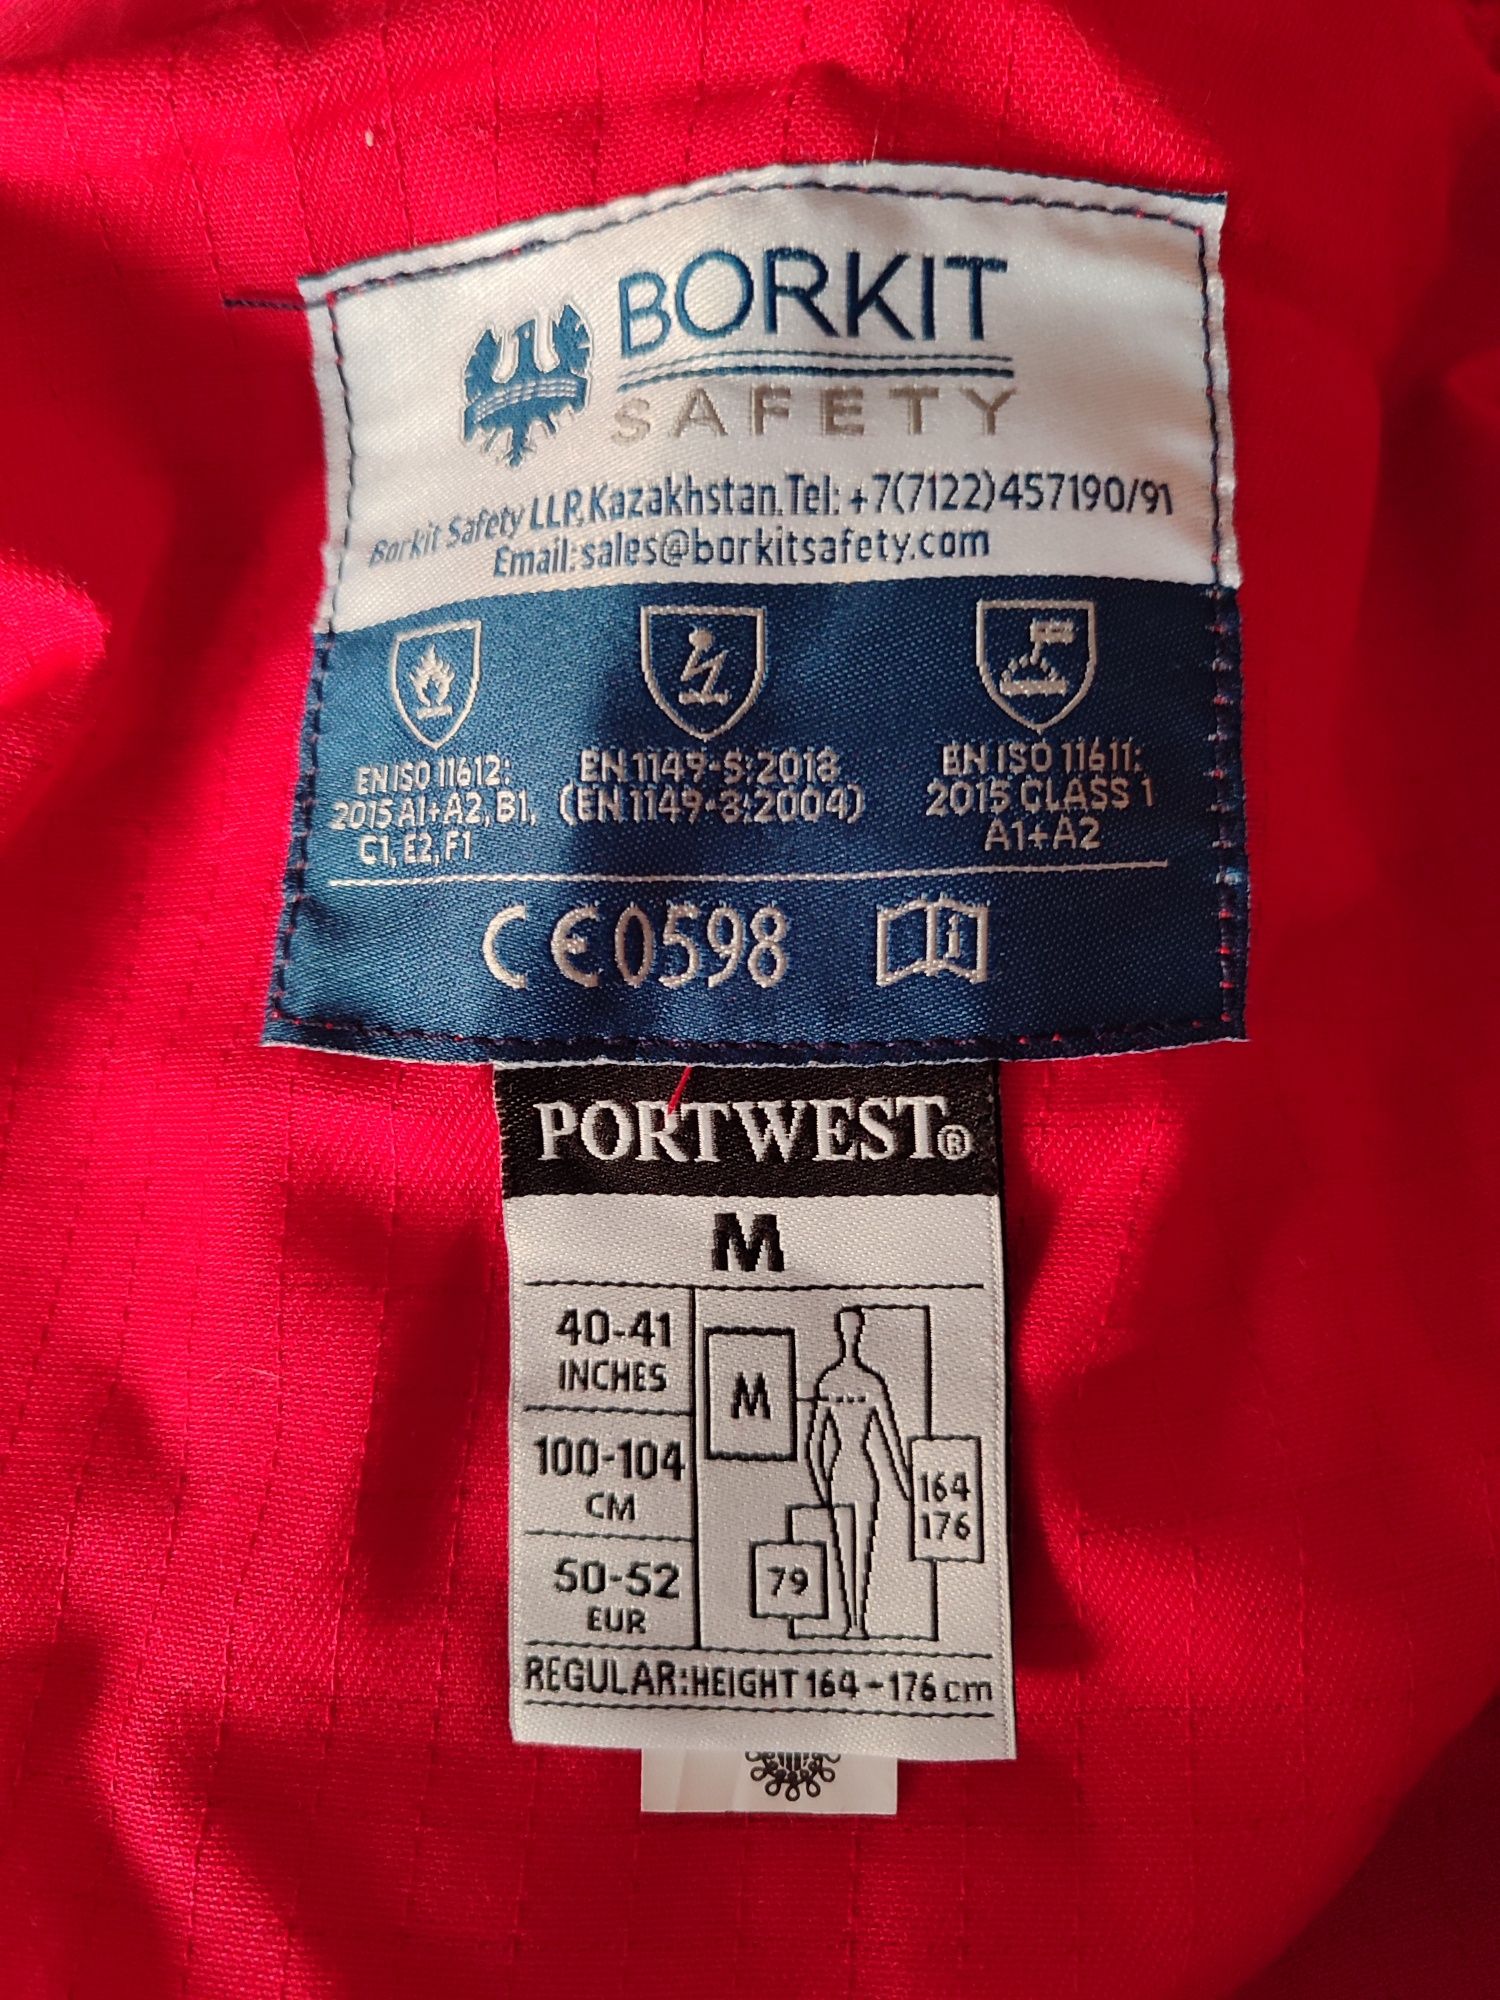 BORKIT
SAFETY
Borkit Safety LLP, Kazakhstan. Tel: +7(7122)457190/91
Email: sales@borkitsafety.com
EN ISO 11612:
2015 A1+A2, B1,
C1, E2, F1
EN 1149-5:2018
(EN 1149-3:2004)
EN ISO 11611:
2015 CLASS 1
A1+A2
CE0598
i
PORTWEST®
M
40-41
INCHES
100-104
CM
50-52
EUR
M
164
176
79
REGULAR:HEIGHT 164-176 cm